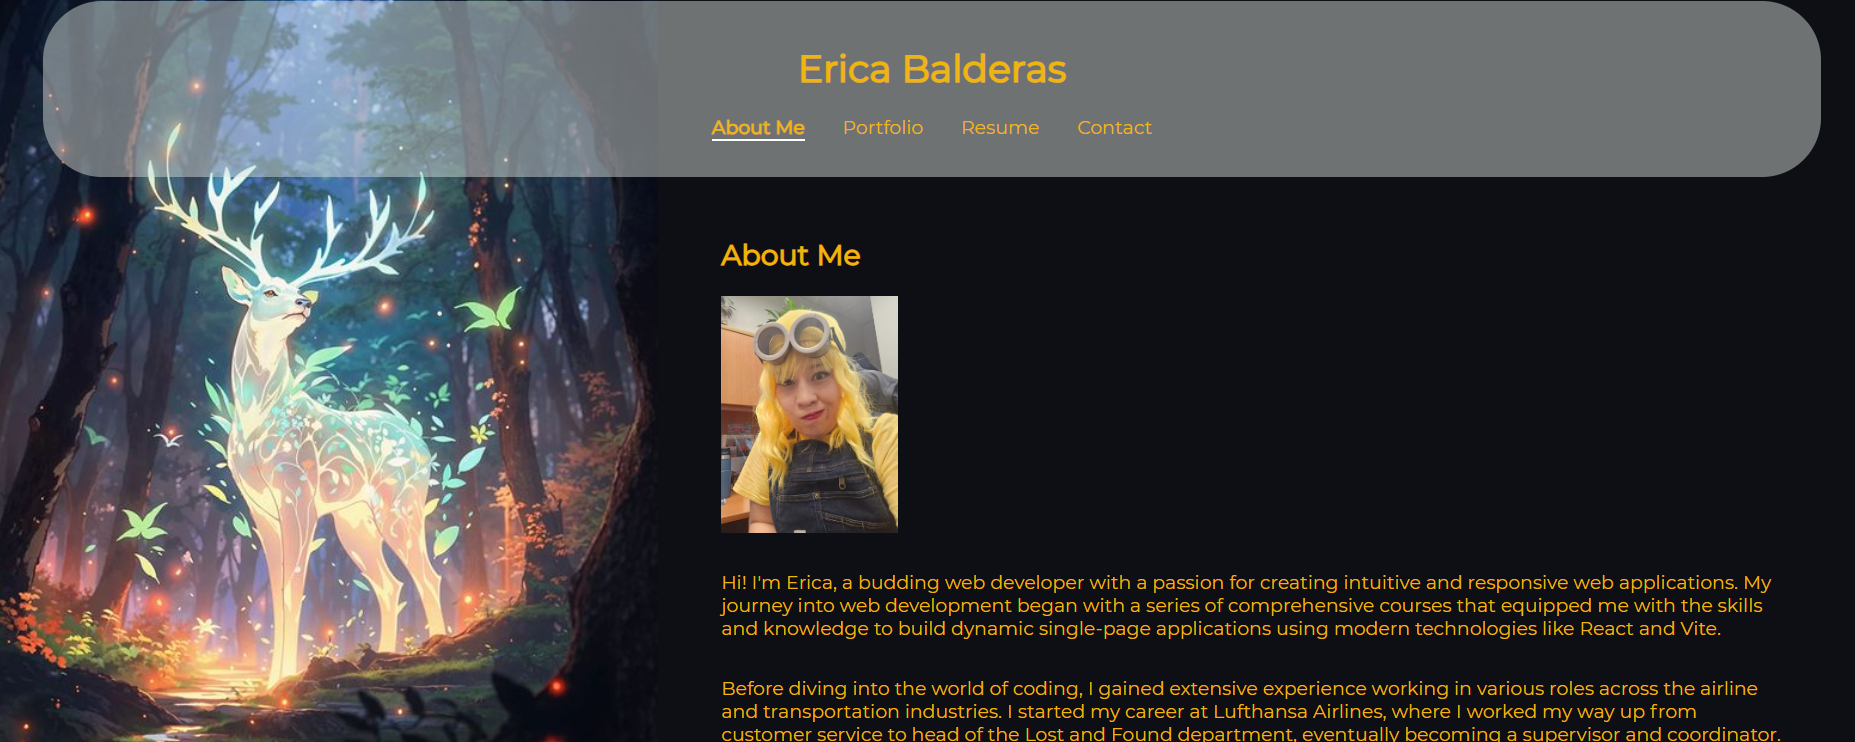 Erica Balderas
About Me Portfolio Resume Contact
About Me
Hi! I'm Erica, a budding web developer with a passion for creating intuitive and responsive web applications. My
journey into web development began with a series of comprehensive courses that equipped me with the skills
and knowledge to build dynamic single-page applications using modern technologies like React and Vite.
Before diving into the world of coding, I gained extensive experience working in various roles across the airline
and transportation industries. I started my career at Lufthansa Airlines, where I worked my way up from
customer service to head of the Lost and Found department, eventually becoming a supervisor and coordinator.